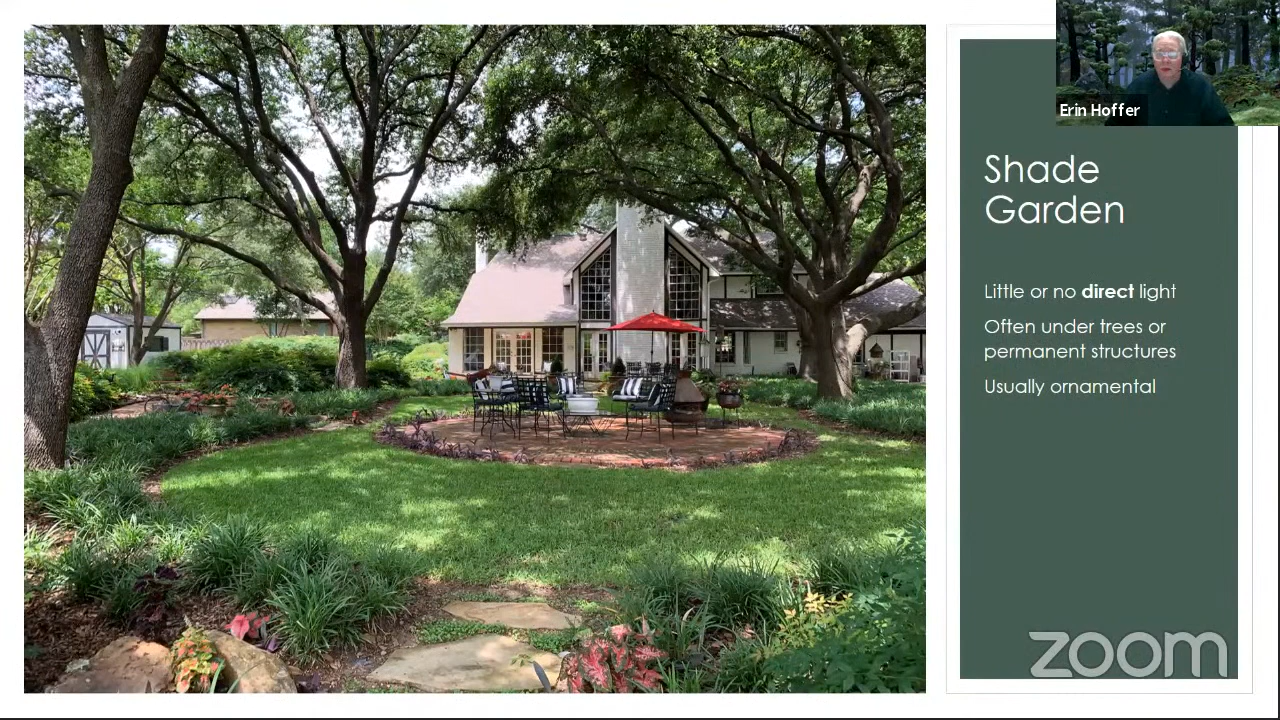 Erin Hoffer
Shade
Garden
Little or no direct light
Often under trees or
permanent structures
Usually ornamental
zoom